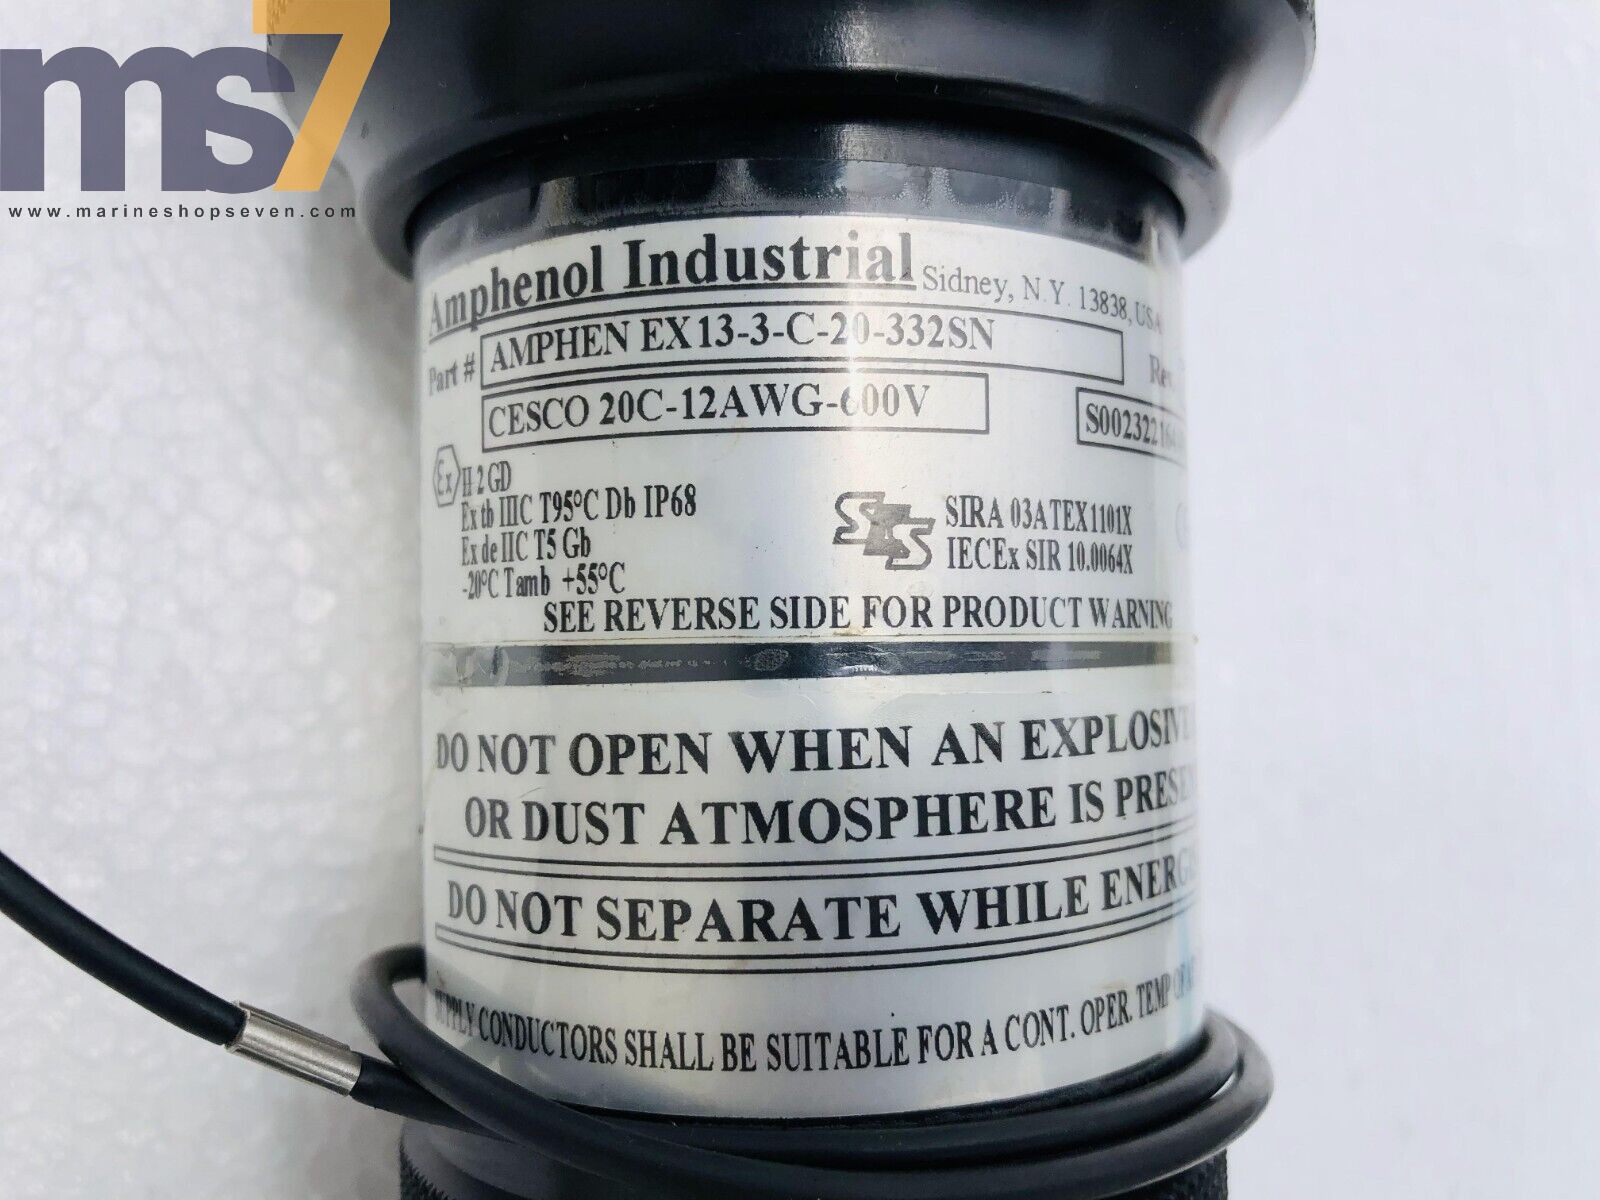 ms7
www.marineshopseven.com
Amphenol Industrial Sidney, N.Y. 13838, USA
Part # AMPHEN EX13-3-C-20-332SN
CESCO 20C-12AWG-600V
Ex II 2 GD
Ex tb IIIC T95°C Db IP68
Ex de IIC T5 Gb
-20°C Tamb +55°C
SIRA 03ATEX1101X
IECEx SIR 10.0064X
SEE REVERSE SIDE FOR PRODUCT WARNING
DO NOT OPEN WHEN AN EXPLOSIVE
OR DUST ATMOSPHERE IS
DO NOT SEPARATE WHILE
SUPPLY CONDUCTORS SHALL BE SUITABLE FOR A CONT. OPER. TEMP